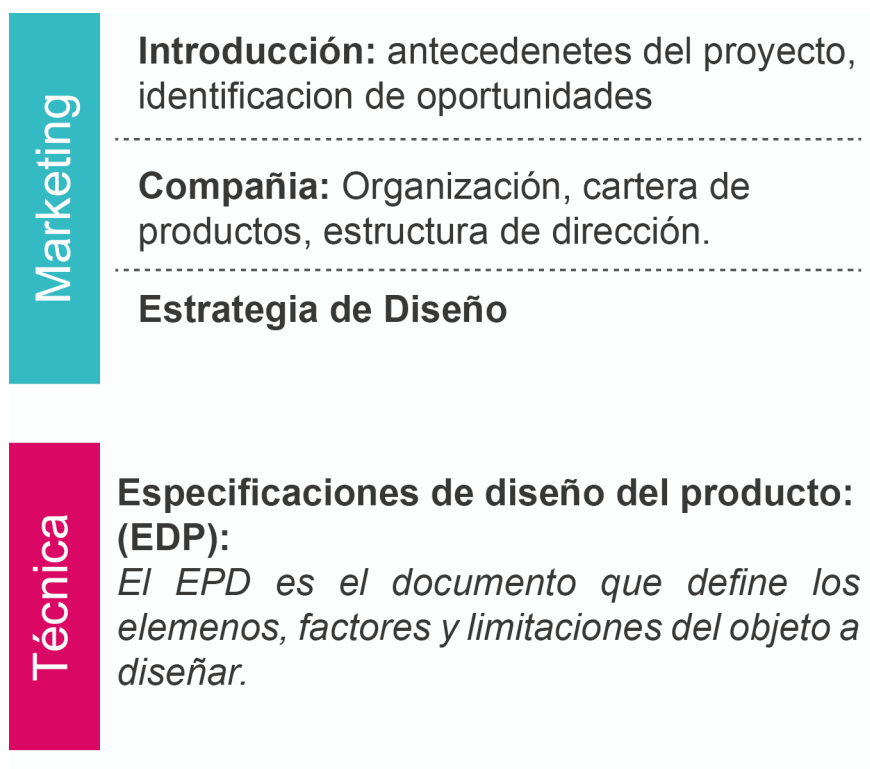 Marketing
Introducción: antecedenetes del proyecto,
identificacion de oportunidades
Compañia: Organización, cartera de
productos, estructura de dirección.
Estrategia de Diseño
Técnica
Especificaciones de diseño del producto:
(EDP):
El EPD es el documento que define los
elemenos, factores y limitaciones del objeto a
diseñar.